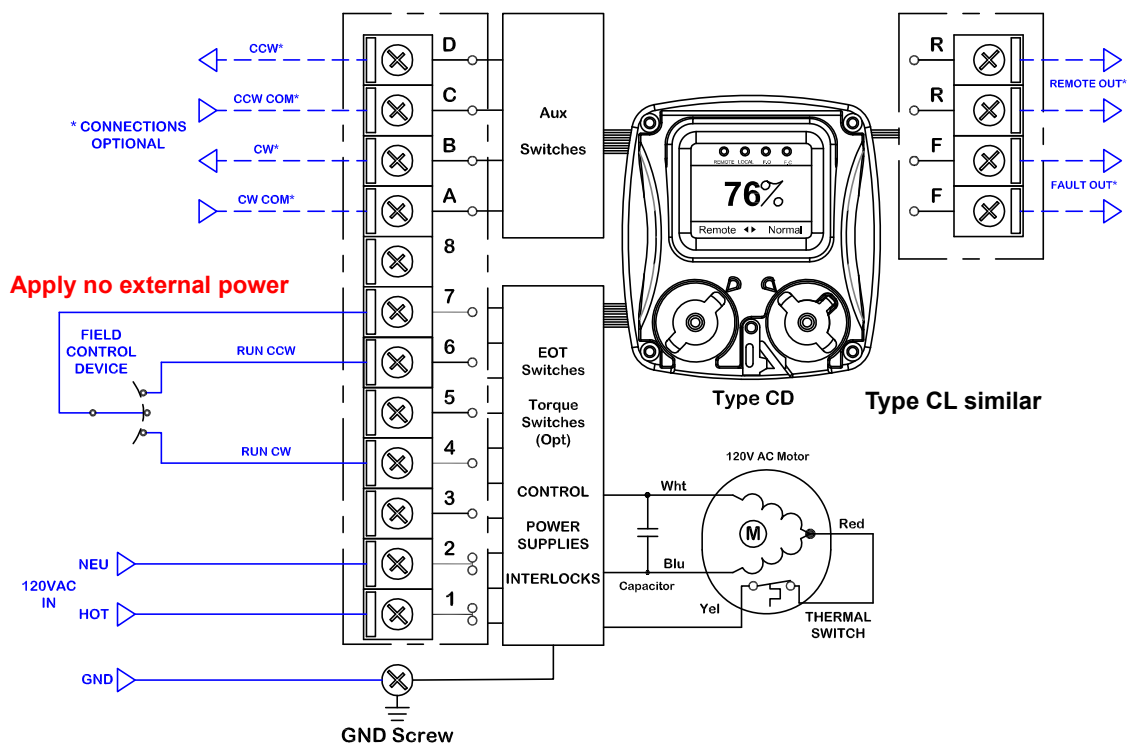 CCW*
CCW COM*
* CONNECTIONS
OPTIONAL
CW*
CW COM*
Apply no external power
FIELD
CONTROL
DEVICE
RUN CCW
RUN CW
NEU
120VAC
IN
HOT
GND
GND Screw
D
C
B
A
8
7
6
5
4
3
2
1
Aux
Switches
EOT
Switches
Torque
Switches
(Opt)
CONTROL
POWER
SUPPLIES
INTERLOCKS
REMOTE LOCAL F.O F.C
76%
Remote Normal
Type CD
Type CL similar
R
R
F
F
REMOTE OUT*
FAULT OUT*
120V AC Motor
Wht
Red
M
Blu
Capacitor
Yel
THERMAL
SWITCH